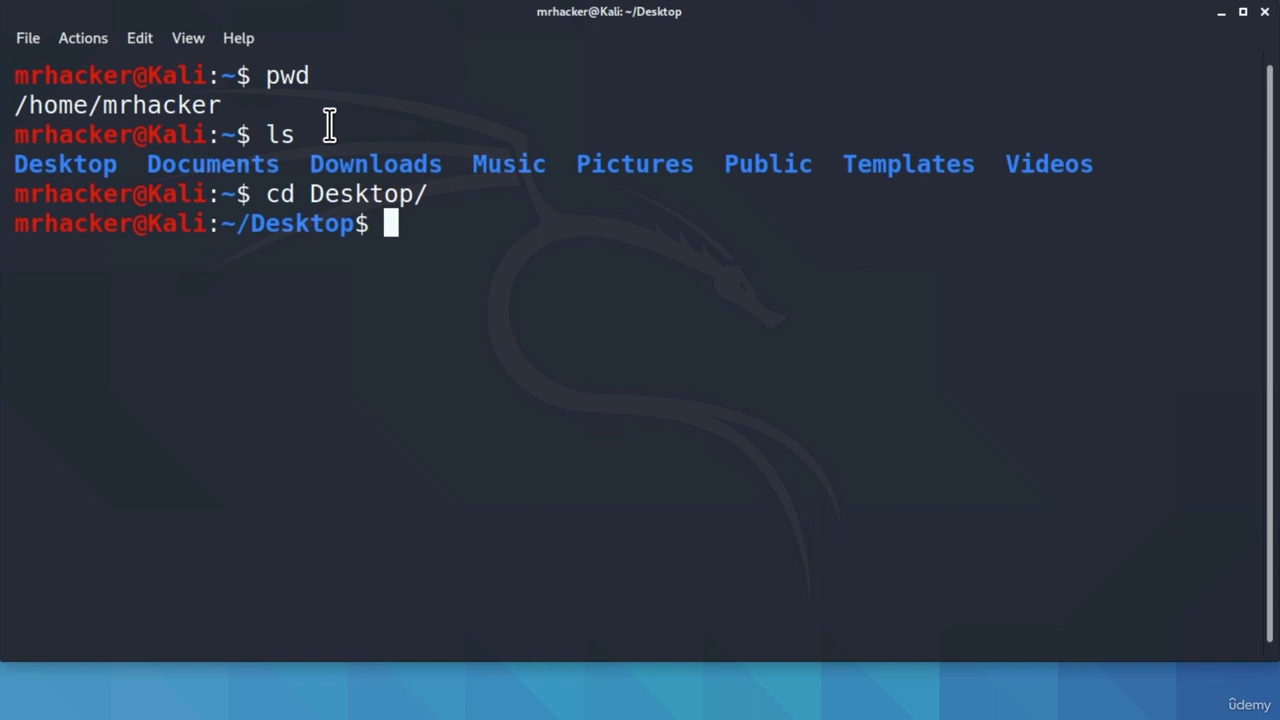 mrhacker@Kali: ~/Desktop
File Actions Edit View Help
mrhacker@Kali:~$ pwd
/home/mrhacker
mrhacker@Kali:~$ ls
Desktop Documents Downloads Music Pictures Public Templates Videos
mrhacker@Kali:~$ cd Desktop/
mrhacker@Kali:~/Desktop$
ûdemy